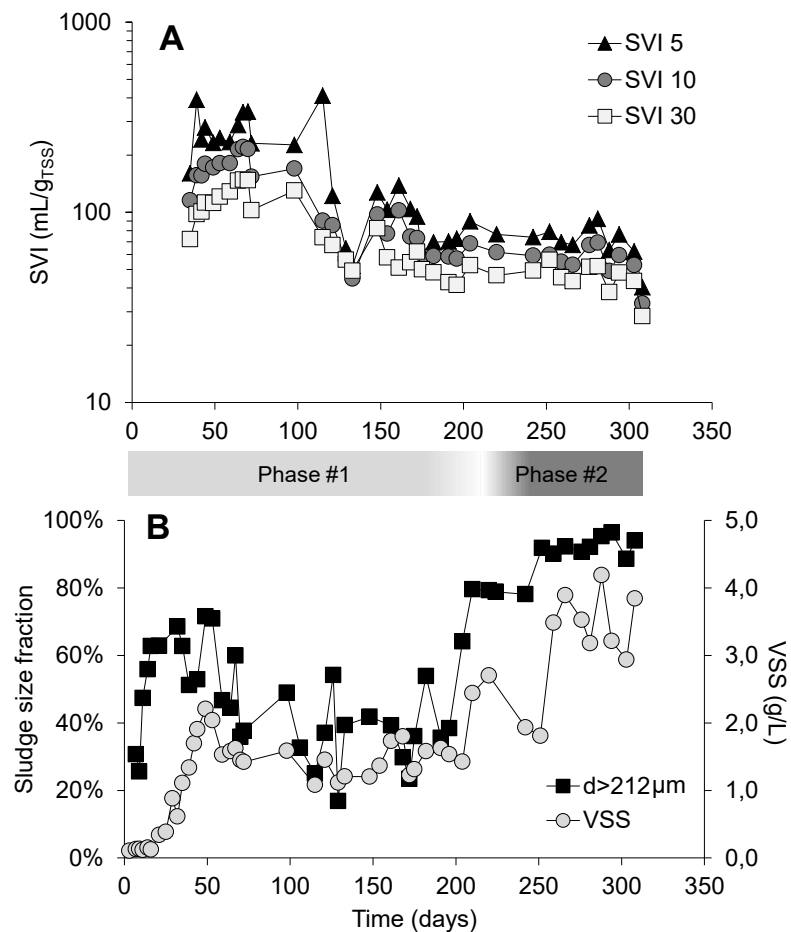 A
1000
100
10
SVI (mL/gTSS)
SVI 5
SVI 10
SVI 30
0 50 100 150 200 250 300 350
Phase #1 Phase #2
B
100%
80%
60%
40%
20%
0%
Sludge size fraction
5,0
4,0
3,0
2,0
1,0
0,0
VSS (g/L)
d>212µm
VSS
0 50 100 150 200 250 300 350
Time (days)